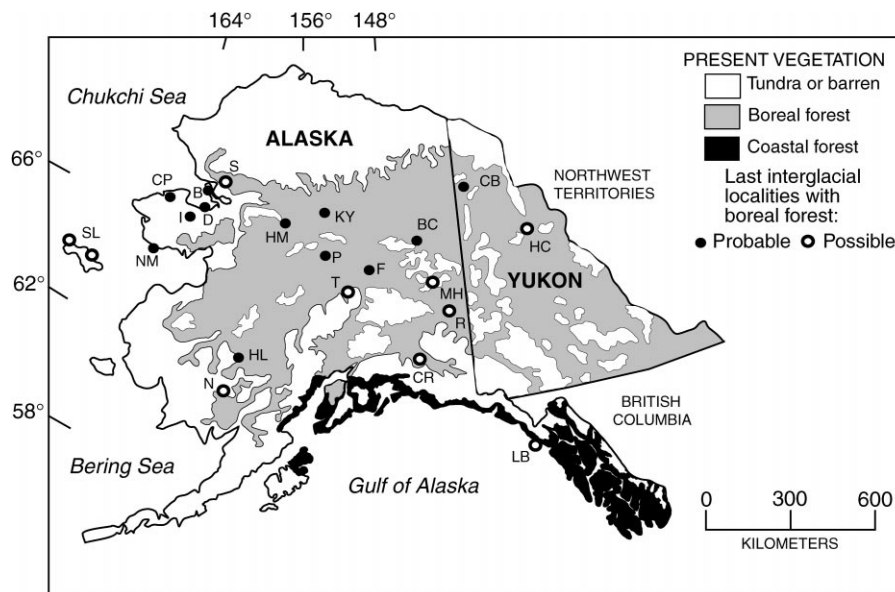 164° 156° 148°
PRESENT VEGETATION
Tundra or barren
Boreal forest
Coastal forest
Last interglacial
localities with
boreal forest:
Probable Possible
Chukchi Sea
ALASKA
66°
NORTHWEST
TERRITORIES
S
CP
B
CB
I
D
KY
HM
BC
HC
SL
NM
P
F
YUKON
T
MH
62°
R
HL
CR
N
58°
BRITISH
COLUMBIA
LB
Bering Sea
Gulf of Alaska
0 300 600
KILOMETERS